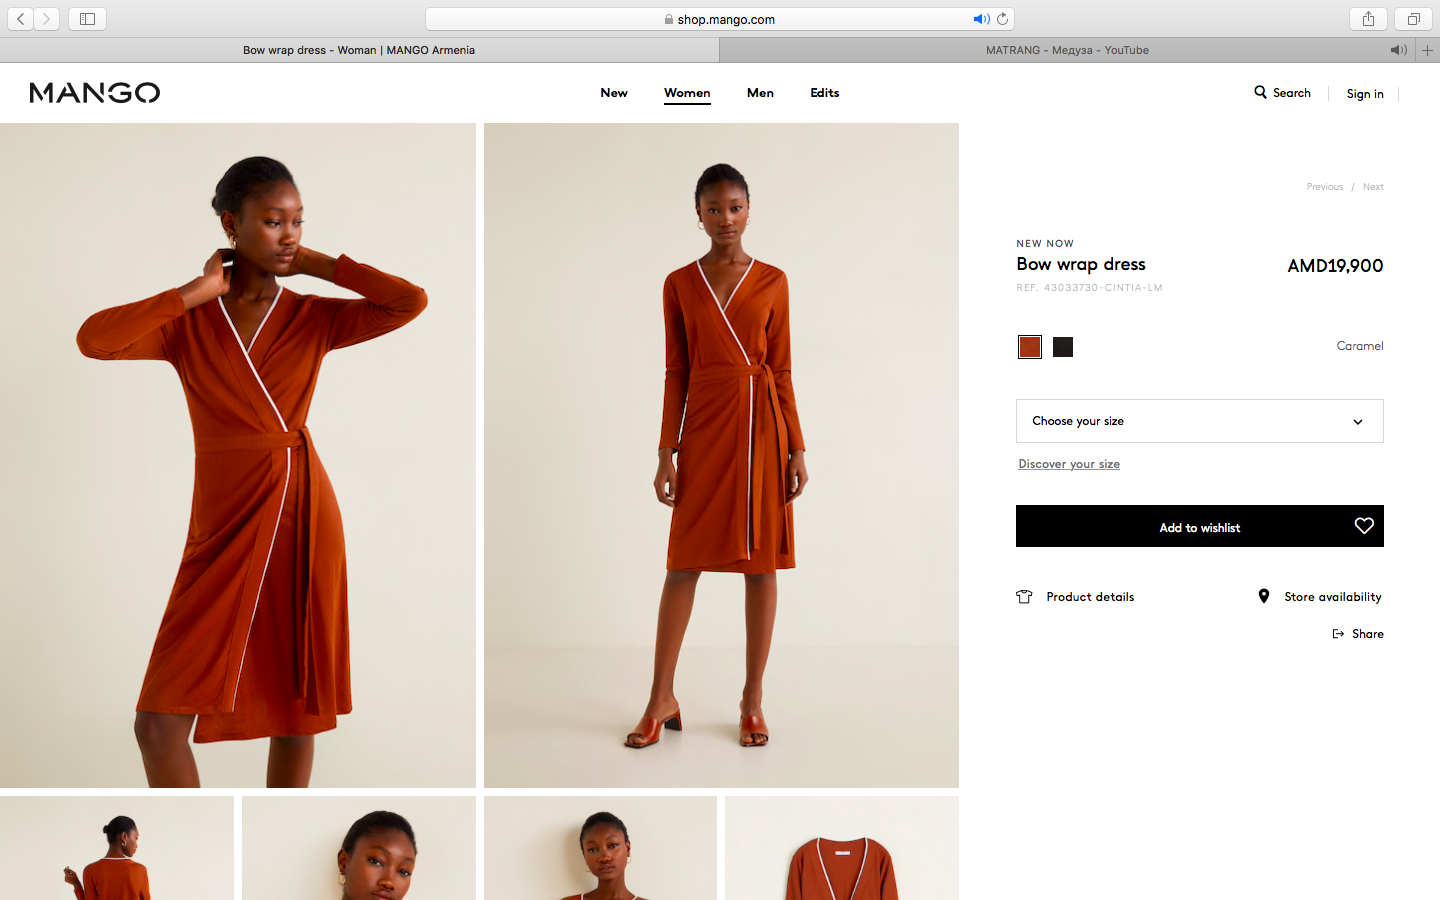 shop.mango.com
Bow wrap dress - Woman | MANGO Armenia
MATRANG - Медуза - YouTube
MANGO
New
Women
Men
Edits
Search
Sign in
Previous / Next
NEW NOW
Bow wrap dress
AMD19,900
REF. 43033730-CINTIA-LM
Caramel
Choose your size
Discover your size
Add to wishlist
Product details
Store availability
Share